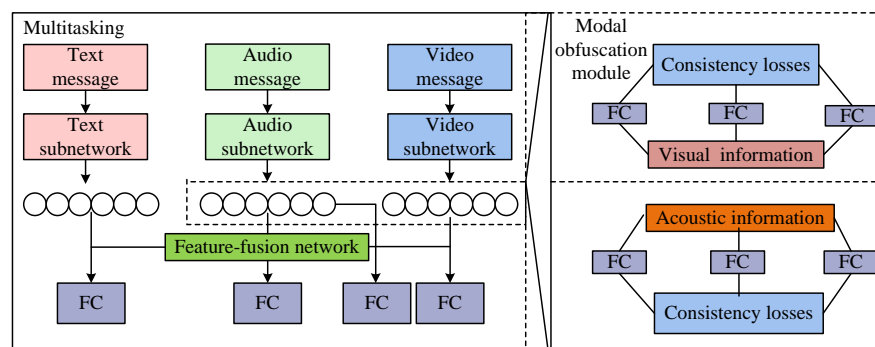 Multitasking
Text
message
Audio
message
Video
message
Text
subnetwork
Audio
subnetwork
Video
subnetwork
Feature-fusion network
FC
FC
FC
FC
Modal
obfuscation
module
Consistency losses
FC
FC
FC
Visual information
Acoustic information
FC
FC
FC
Consistency losses